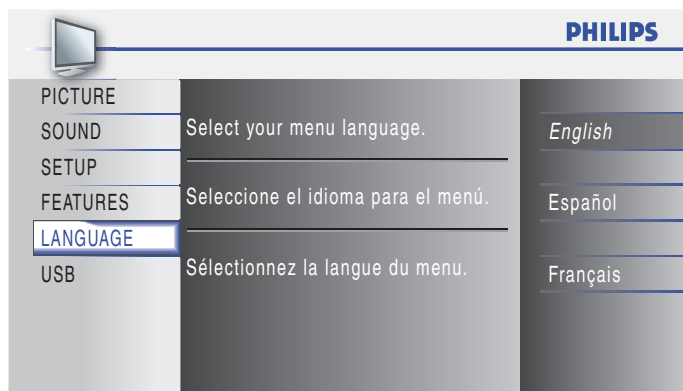 PHILIPS
PICTURE
SOUND
SETUP
FEATURES
LANGUAGE
USB
Select your menu language.
Seleccione el idioma para el menú.
Sélectionnez la langue du menu.
English
Español
Français